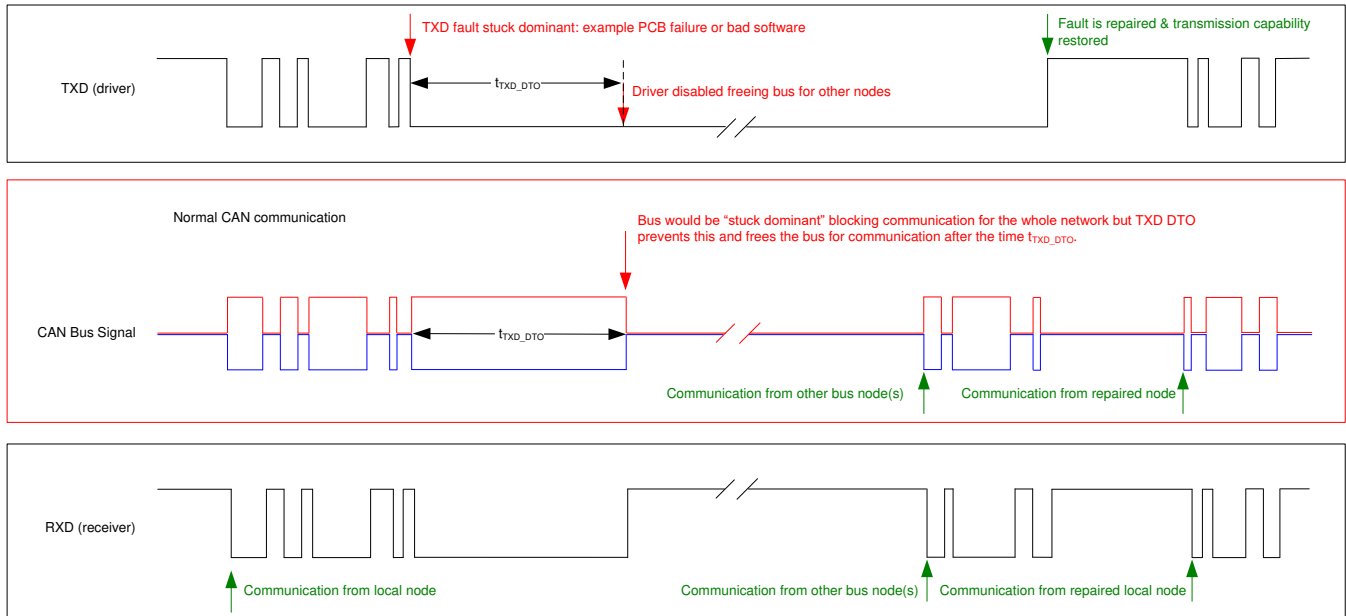 TXD fault stuck dominant: example PCB failure or bad software
Fault is repaired & transmission capability
restored
TXD (driver)
tTXD_DTO
Driver disabled freeing bus for other nodes
Normal CAN communication
Bus would be “stuck dominant” blocking communication for the whole network but TXD DTO
prevents this and frees the bus for communication after the time tTXD_DTO.
CAN Bus Signal
tTXD_DTO
Communication from other bus node(s)
Communication from repaired node
RXD (receiver)
Communication from local node
Communication from other bus node(s)
Communication from repaired local node